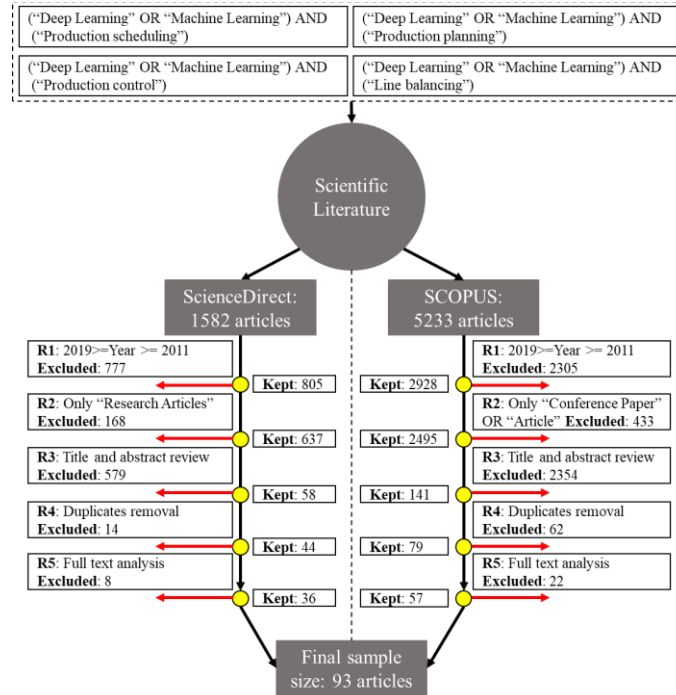 (“Deep Learning” OR “Machine Learning”) AND
(“Production scheduling”)
(“Deep Learning” OR “Machine Learning”) AND
(“Production planning”)
(“Deep Learning” OR “Machine Learning”) AND
(“Production control”)
(“Deep Learning” OR “Machine Learning”) AND
(“Line balancing”)
Scientific
Literature
ScienceDirect:
1582 articles
SCOPUS:
5233 articles
R1: 2019>=Year >= 2011
Excluded: 777
Kept: 805
Kept: 2928
R1: 2019>=Year >= 2011
Excluded: 2305
R2: Only “Research Articles”
Excluded: 168
Kept: 637
Kept: 2495
R2: Only “Conference Paper”
OR “Article” Excluded: 433
R3: Title and abstract review
Excluded: 579
Kept: 58
Kept: 141
R3: Title and abstract review
Excluded: 2354
R4: Duplicates removal
Excluded: 14
Kept: 44
Kept: 79
R4: Duplicates removal
Excluded: 62
R5: Full text analysis
Excluded: 8
Kept: 36
Kept: 57
R5: Full text analysis
Excluded: 22
Final sample
size: 93 articles